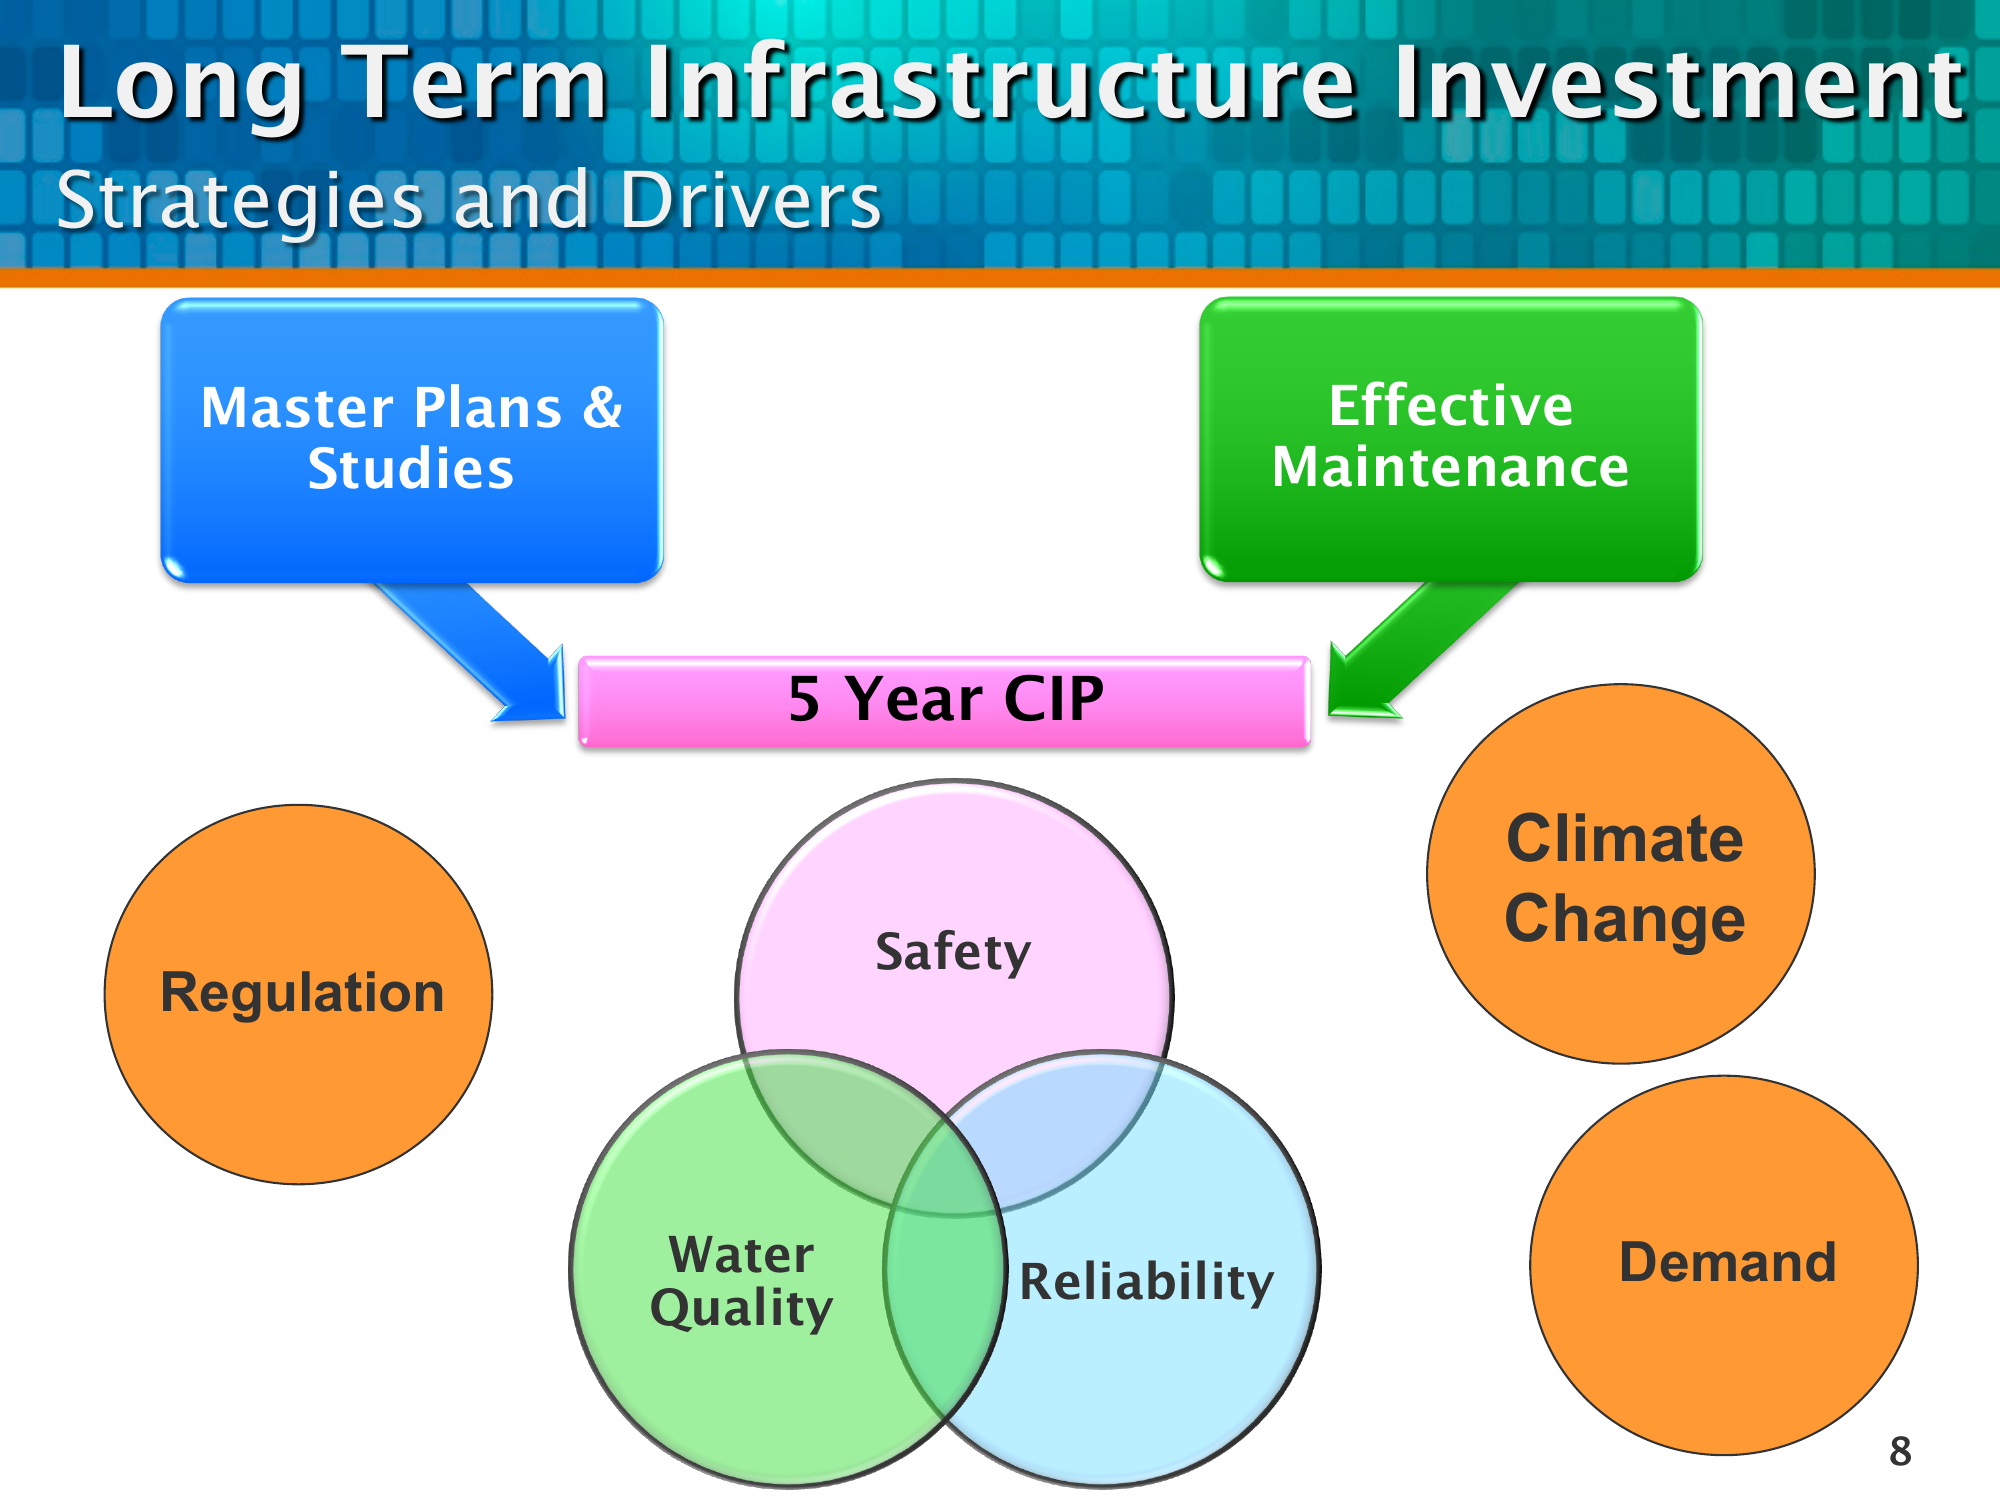 Long Term Infrastructure Investment
Strategies and Drivers
Master Plans &
Studies
Effective
Maintenance
5 Year CIP
Climate
Change
Regulation
Safety
Water
Quality
Reliability
Demand
8